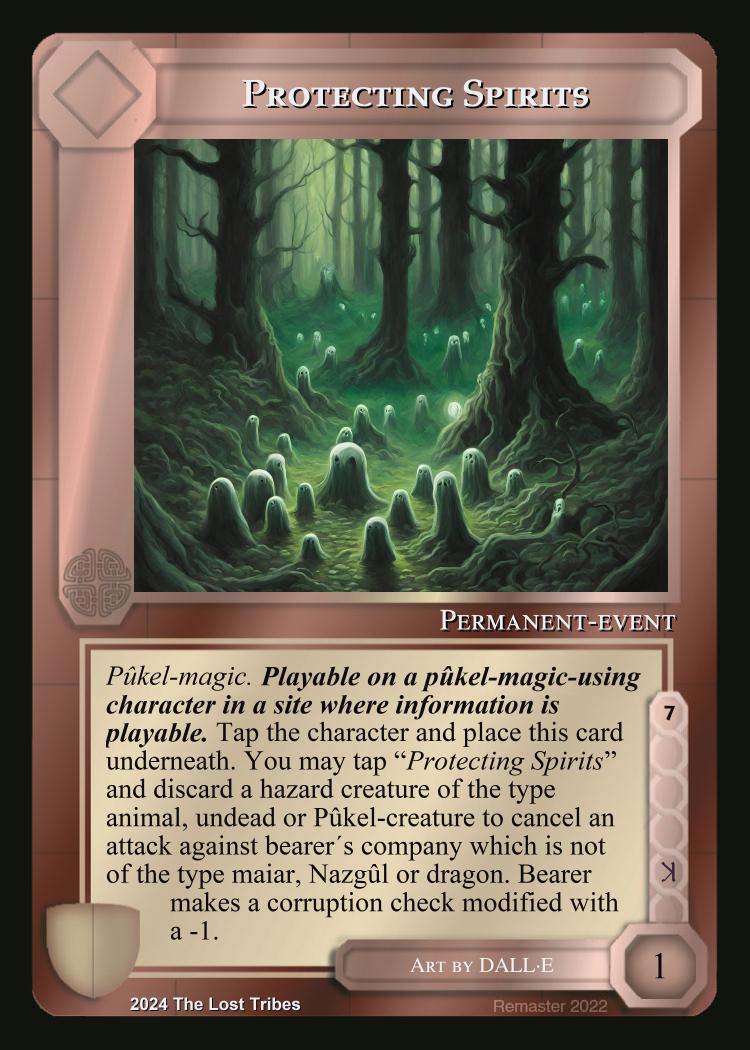 Protecting Spirits
Permanent-event
Pûkel-magic. Playable on a pûkel-magic-using
character in a site where information is
playable. Tap the character and place this card
underneath. You may tap “Protecting Spirits”
and discard a hazard creature of the type
animal, undead or Pûkel-creature to cancel an
attack against bearer´s company which is not
of the type maiar, Nazgûl or dragon. Bearer
makes a corruption check modified with
a -1.
7
Art by DALL·E
1
2024 The Lost Tribes
Remaster 2022